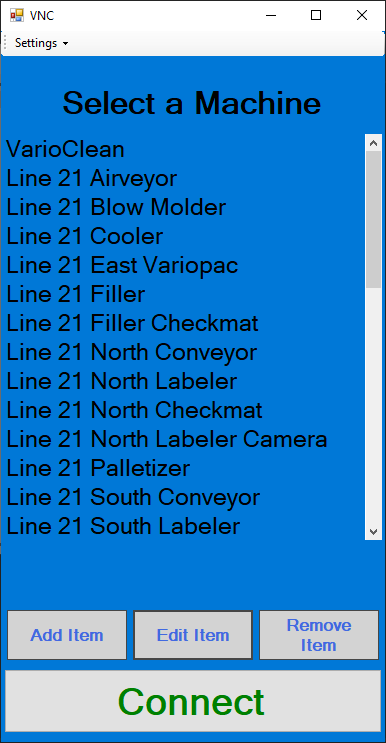 VNC
Settings
Select a Machine
VarioClean
Line 21 Airveyor
Line 21 Blow Molder
Line 21 Cooler
Line 21 East Variopac
Line 21 Filler
Line 21 Filler Checkmat
Line 21 North Conveyor
Line 21 North Labeler
Line 21 North Checkmat
Line 21 North Labeler Camera
Line 21 Palletizer
Line 21 South Conveyor
Line 21 South Labeler
Add Item
Edit Item
Remove
Item
Connect